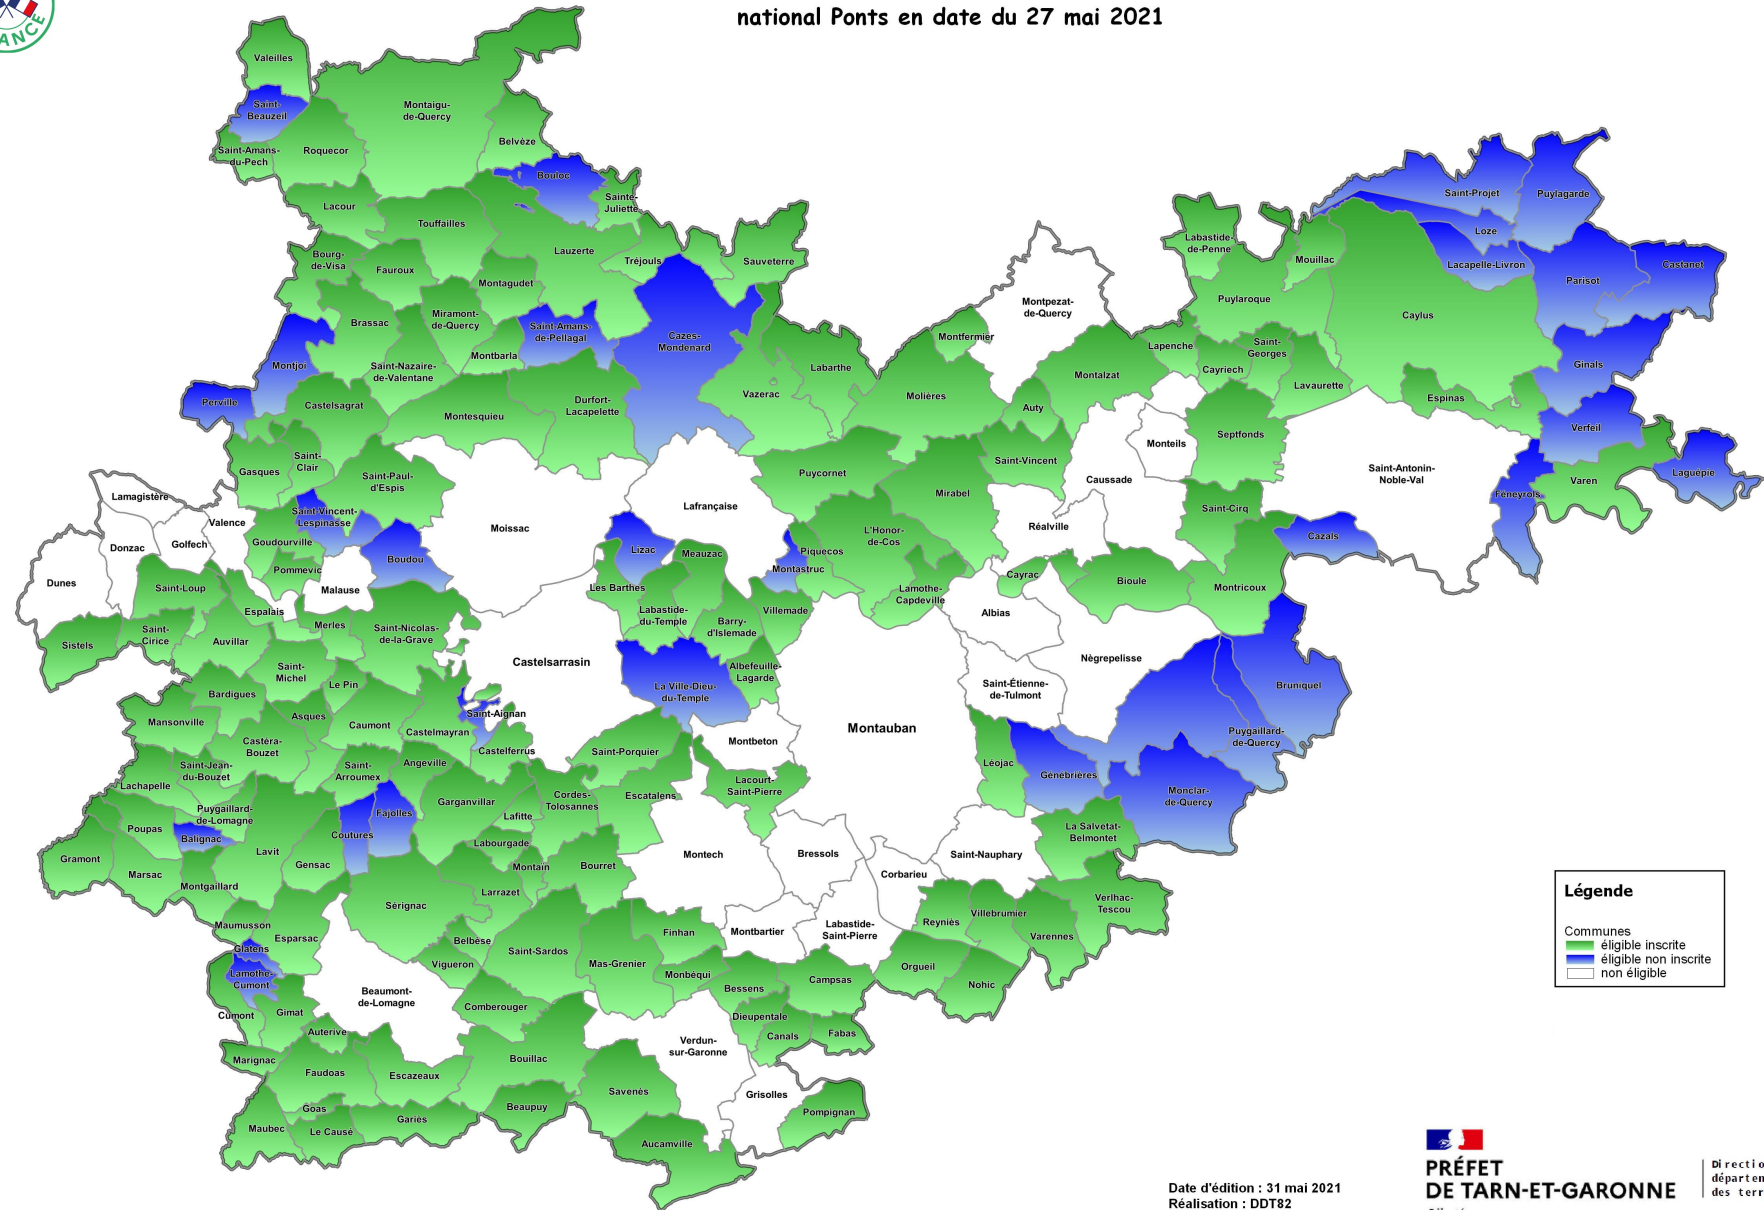 ANCE
national Ponts en date du 27 mai 2021
Valeilles
Saint-
Beauzeil
Montaigu-
de-Quercy
Saint-Amans-
du-Pech
Roquecor
Belvèze
Bouloc
Sainte-
Juliette
Lacour
Touffailles
Lauzerte
Tréjouls
Sauveterre
Bourg-
de-Visa
Fauroux
Montagudet
Brassac
Miramont-
de-Quercy
Saint-Amans-
de-Pellagal
Cazes-
Mondenard
Montbarla
Saint-Nazaire-
de-Valentane
Montjoi
Perville
Castelsagrat
Montesquieu
Durfort-
Lacapelette
Vazerac
Labarthe
Molières
Montfermier
Montpezat-
de-Quercy
Montalzat
Auty
Lapenche
Labastide-
de-Penne
Mouillac
Puylaroque
Cayriech
Saint-
Georges
Lavaurette
Caylus
Espinas
Saint-Projet
Puylagarde
Loze
Lacapelle-Livron
Parisot
Castanet
Ginals
Verfeil
Varen
Laguépie
Féneyrols
Saint-Antonin-
Noble-Val
Septfonds
Monteils
Caussade
Saint-Cirq
Cazals
Réalville
Saint-Vincent
Mirabel
Puycornet
L'Honor-
de-Cos
Piquecos
Montastruc
Lamothe-
Capdeville
Cayrac
Bioule
Montricoux
Albias
Nègrepelisse
Saint-Étienne-
de-Tulmont
Bruniquel
Puygaillard-
de-Quercy
Génébrières
Léojac
Monclar-
de-Quercy
La Salvetat-
Belmontet
Saint-Nauphary
Verlhac-
Tescou
Varennes
Villebrumier
Reyniès
Corbarieu
Nohic
Orgueil
Gasques
Saint-
Clair
Saint-Paul-
d'Espis
Saint-Vincent-
Lespinasse
Lamagistère
Valence
Donzac
Golfech
Goudourville
Pommevic
Malause
Boudou
Moissac
Lafrançaise
Lizac
Meauzac
Les Barthes
Labastide-
du-Temple
Barry-
d'Islemade
Villemade
Albefeuille-
Lagarde
La Ville-Dieu-
du-Temple
Montauban
Montbeton
Castelsarrasin
Dunes
Saint-Loup
Espalais
Merles
Saint-Nicolas-
de-la-Grave
Sistels
Saint-
Cirice
Auvillar
Saint-
Michel
Le Pin
Bardigues
Mansonville
Castéra-
Bouzet
Asques
Caumont
Castelmayran
Saint-Aignan
Castelferrus
Saint-Porquier
Lacourt-
Saint-Pierre
Escatalens
Saint-Jean-
du-Bouzet
Lachapelle
Saint-
Arroumex
Angeville
Garganvillar
Lafitte
Cordes-
Tolosannes
Puygaillard-
de-Lomagne
Poupas
Balignac
Coutures
Fajolles
Labourgade
Montaïn
Bourret
Montech
Bressols
Gramont
Marsac
Lavit
Gensac
Montgaillard
Larrazet
Sérignac
Maumusson
Esparsac
Belbèse
Vigueron
Saint-Sardos
Mas-Grenier
Finhan
Monbéqui
Montbartier
Labastide-
Saint-Pierre
Glatens
Lamothe-
Cumont
Cumont
Gimat
Auterive
Beaumont-
de-Lomagne
Comberouger
Bessens
Campsas
Dieupentale
Canals
Fabas
Verdun-
sur-Garonne
Marignac
Faudoas
Escazeaux
Bouillac
Savenès
Grisolles
Pompignan
Goas
Maubec
Le Causé
Gariès
Beaupuy
Aucamville
Légende
Communes
éligible inscrite
éligible non inscrite
non éligible
Date d'édition : 31 mai 2021
Réalisation : DDT82
PRÉFET
DE TARN-ET-GARONNE
Directio
départem
des terr